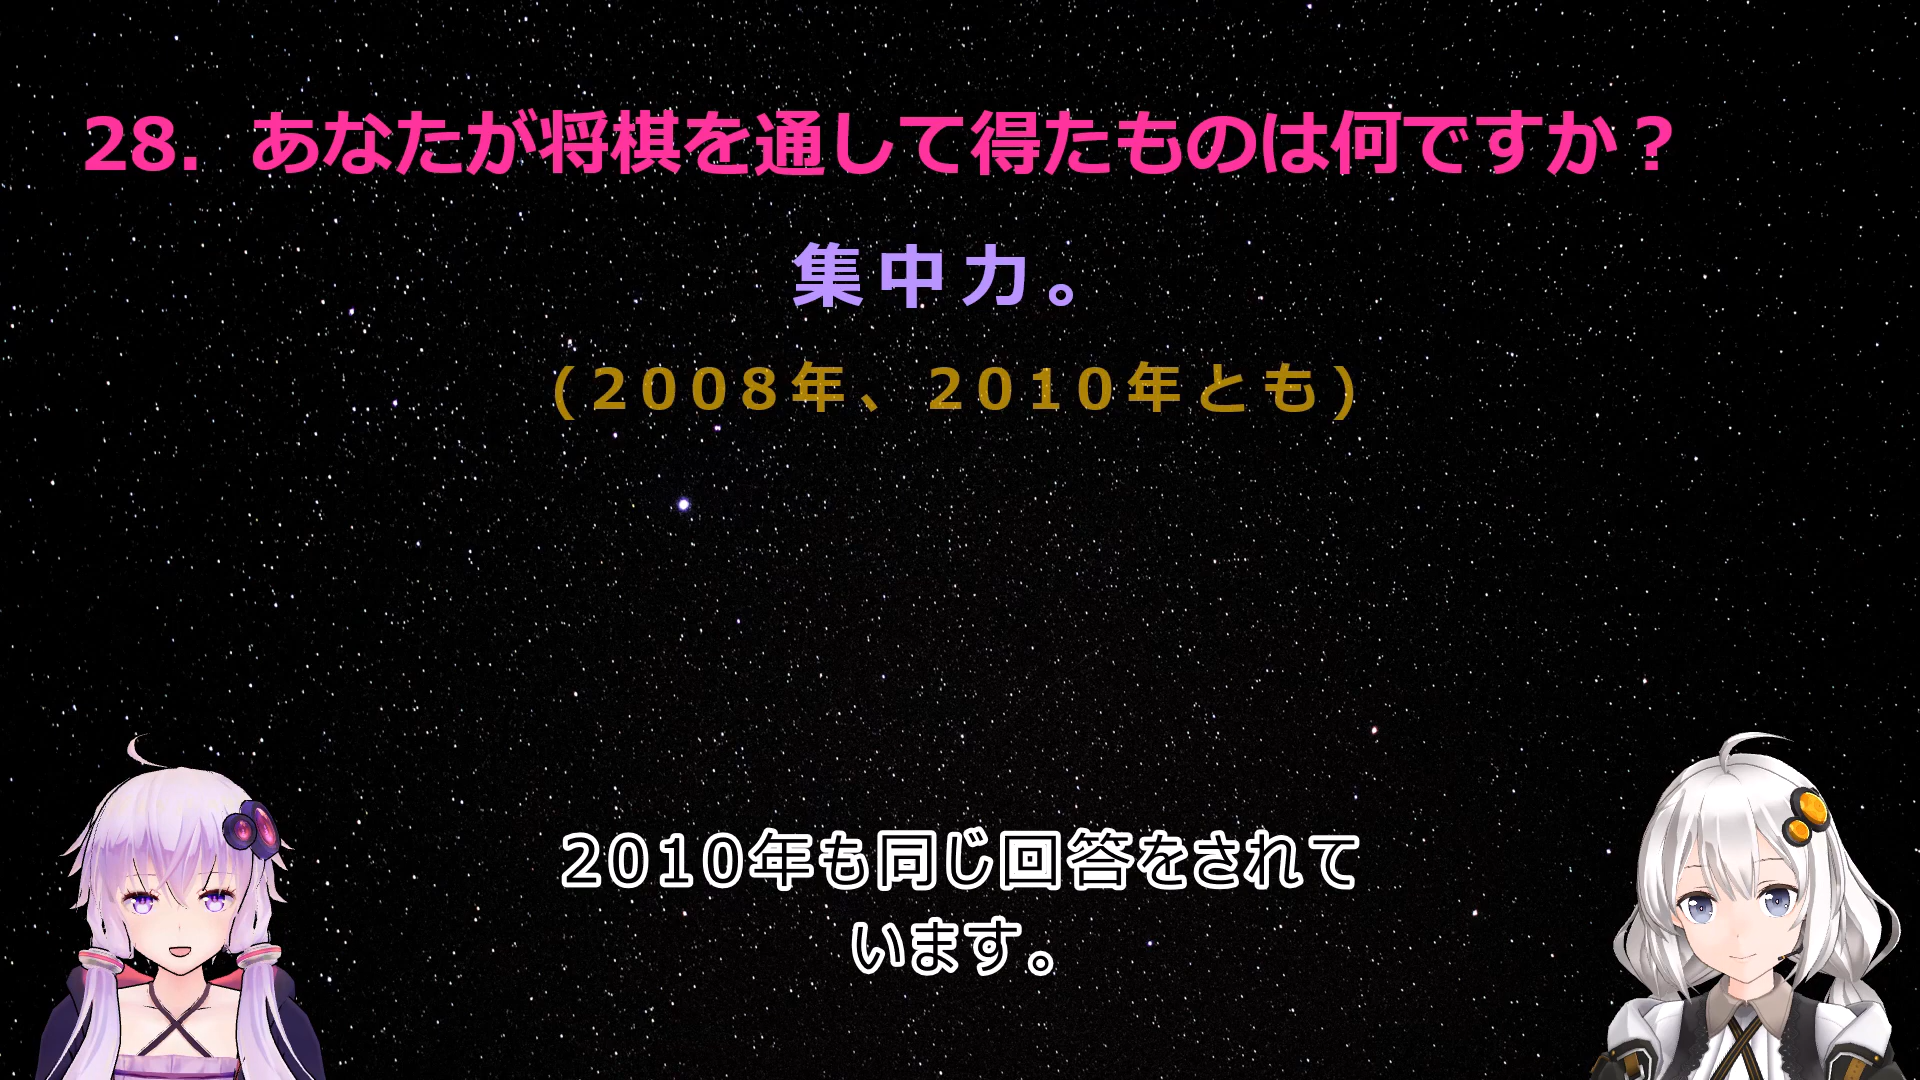 28. あなたが将棋を通して得たものは何ですか？
集中力。
(2008年、2010年とも)
2010年も同じ回答をされて
います。